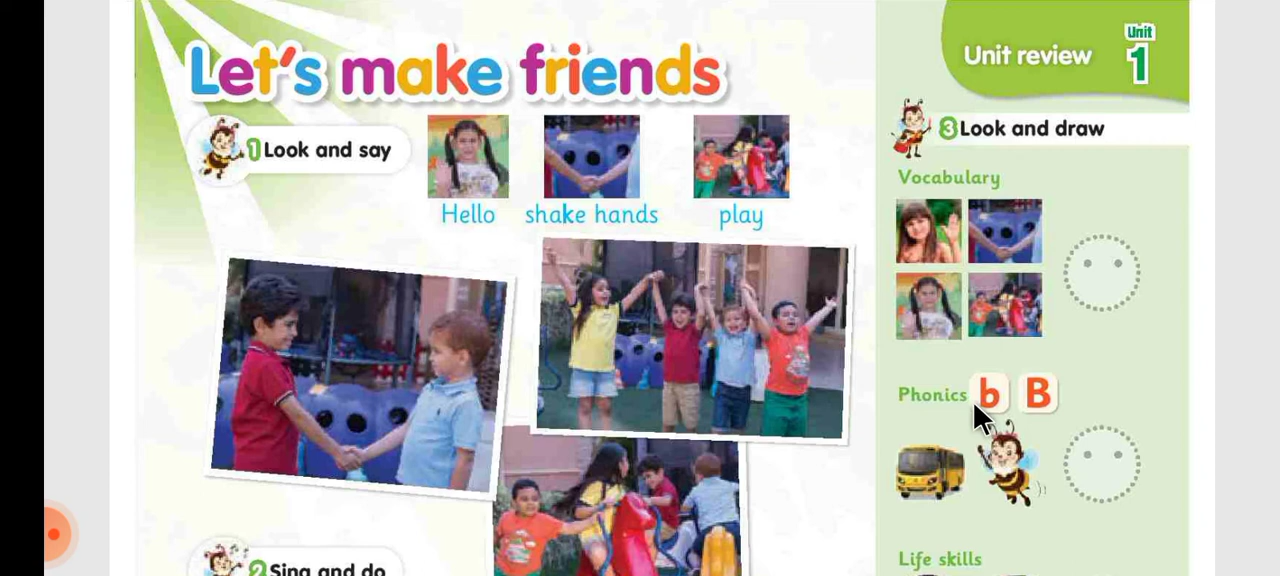 Let's make friends
1 Look and say
Hello shake hands play
2 Sing and do
Unit review Unit 1
3 Look and draw
Vocabulary
Phonics b B
Life skills